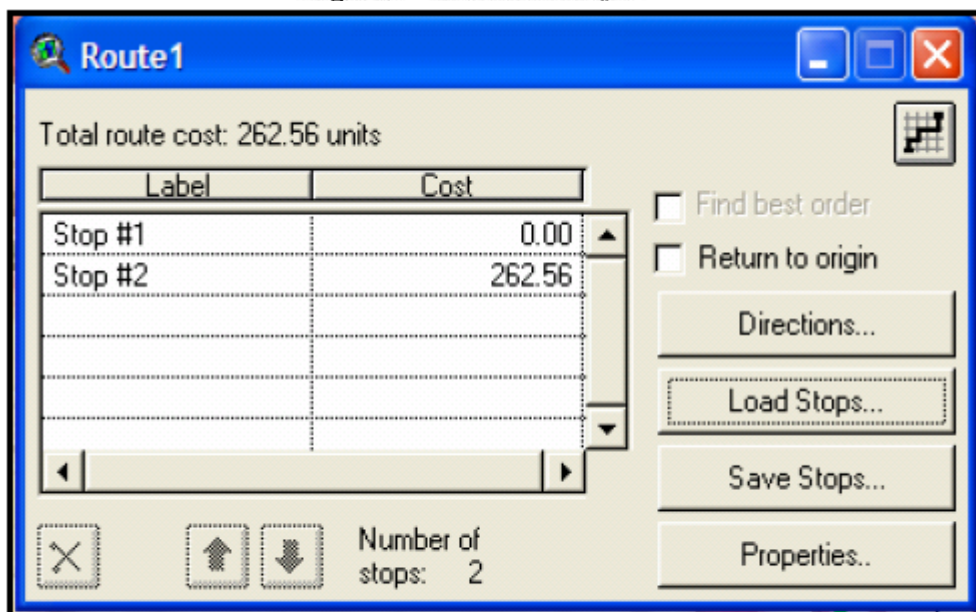 Route1
Total route cost: 262.56 units
Label Cost
Stop #1 0.00
Stop #2 262.56
Find best order
Return to origin
Directions...
Load Stops...
Save Stops...
Properties..
Number of
stops: 2